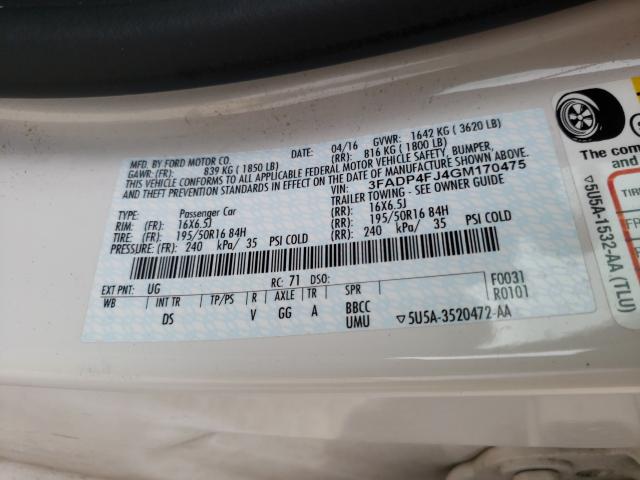 MFD. BY FORD MOTOR CO.
DATE: 04/16 GVWR: 1642 KG ( 3620 LB)
GAWR: (FR): 839 KG ( 1850 LB) (RR): 816 KG ( 1800 LB)
THIS VEHICLE CONFORMS TO ALL APPLICABLE FEDERAL MOTOR VEHICLE SAFETY, BUMPER,
AND THEFT PREVENTION STANDARDS IN EFFECT ON THE DATE OF MANUFACTURE SHOWN ABOVE
VIN: 3FADP4FJ4GM170475
TYPE: Passenger Car TRAILER TOWING - SEE OWNER GUIDE
RIM: (FR) 16X6.5J (RR): 16X6.5J
TIRE: (FR) 195/50R16 84H (RR): 195/50R16 84H
PRESSURE: (FR) 240 kPa/ 35 PSI COLD (RR): 240 kPa/ 35 PSI COLD
EXT PNT: UG RC: 71 DSO: F0031
WB INT TR TP/PS R AXLE TR SPR R0101
DS V GG A BBCC
UMU ▽5U5A-3520472-AA
The com
TIRE
▽5U5A-1532-AA (TLU)